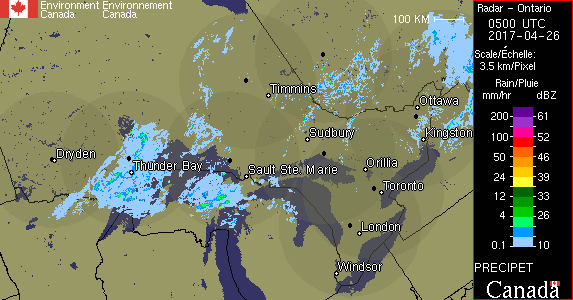 Environment Environnement
Canada Canada
100 KM
Timmins
Ottawa
Sudbury
Kingston
Dryden
Thunder Bay
Sault Ste. Marie
Orillia
Toronto
London
Windsor
Radar - Ontario
0500 UTC
2017-04-26
Scale/Échelle:
3.5 km/Pixel
Rain/Pluie
mm/hr dBZ
200 61
100 52
50 46
24 39
12 33
4 26
0.1 10
PRECIPET
Canada